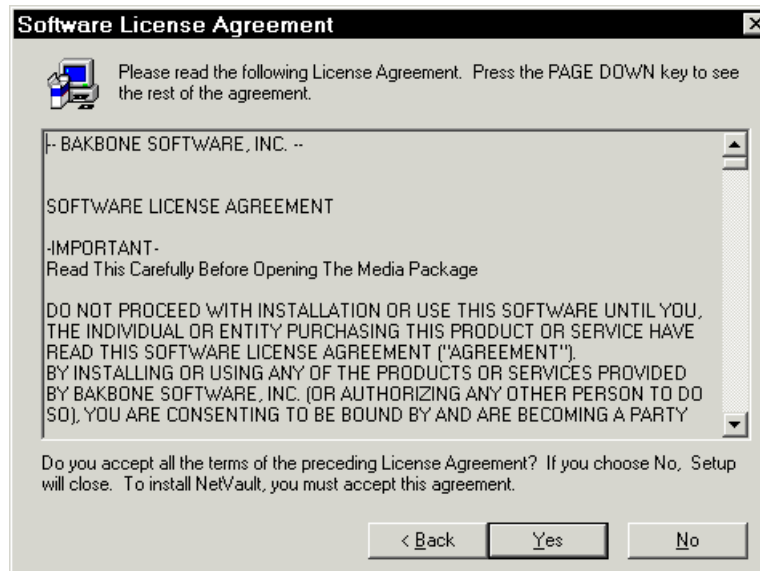 Software License Agreement
Please read the following License Agreement. Press the PAGE DOWN key to see
the rest of the agreement.
-- BAKBONE SOFTWARE, INC. --
SOFTWARE LICENSE AGREEMENT
-IMPORTANT-
Read This Carefully Before Opening The Media Package
DO NOT PROCEED WITH INSTALLATION OR USE THIS SOFTWARE UNTIL YOU,
THE INDIVIDUAL OR ENTITY PURCHASING THIS PRODUCT OR SERVICE HAVE
READ THIS SOFTWARE LICENSE AGREEMENT ("AGREEMENT").
BY INSTALLING OR USING ANY OF THE PRODUCTS OR SERVICES PROVIDED
BY BAKBONE SOFTWARE, INC. (OR AUTHORIZING ANY OTHER PERSON TO DO
SO), YOU ARE CONSENTING TO BE BOUND BY AND ARE BECOMING A PARTY
Do you accept all the terms of the preceding License Agreement? If you choose No, Setup
will close. To install NetVault, you must accept this agreement.
< Back Yes No